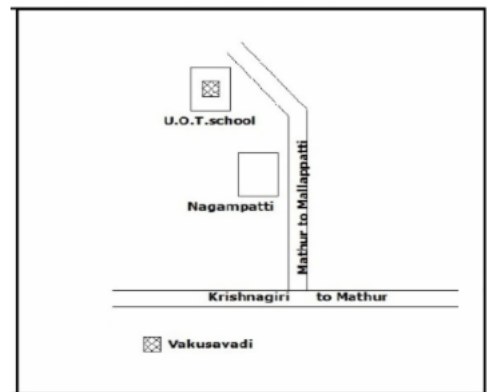 U.O.T.school
Nagampatti
Mathur to Mallappatti
Krishnagiri to Mathur
Vakusavadi